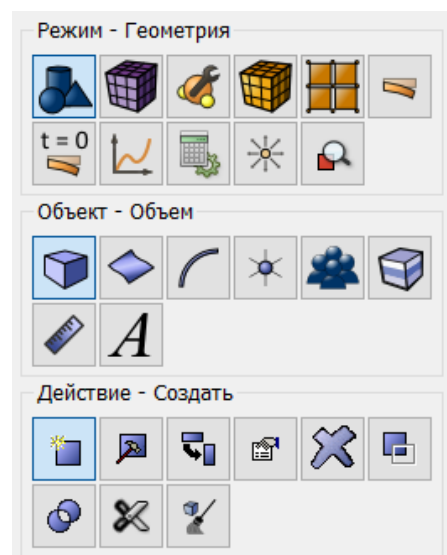 Режим - Геометрия
t = 0
Объект - Объем
A
Действие - Создать